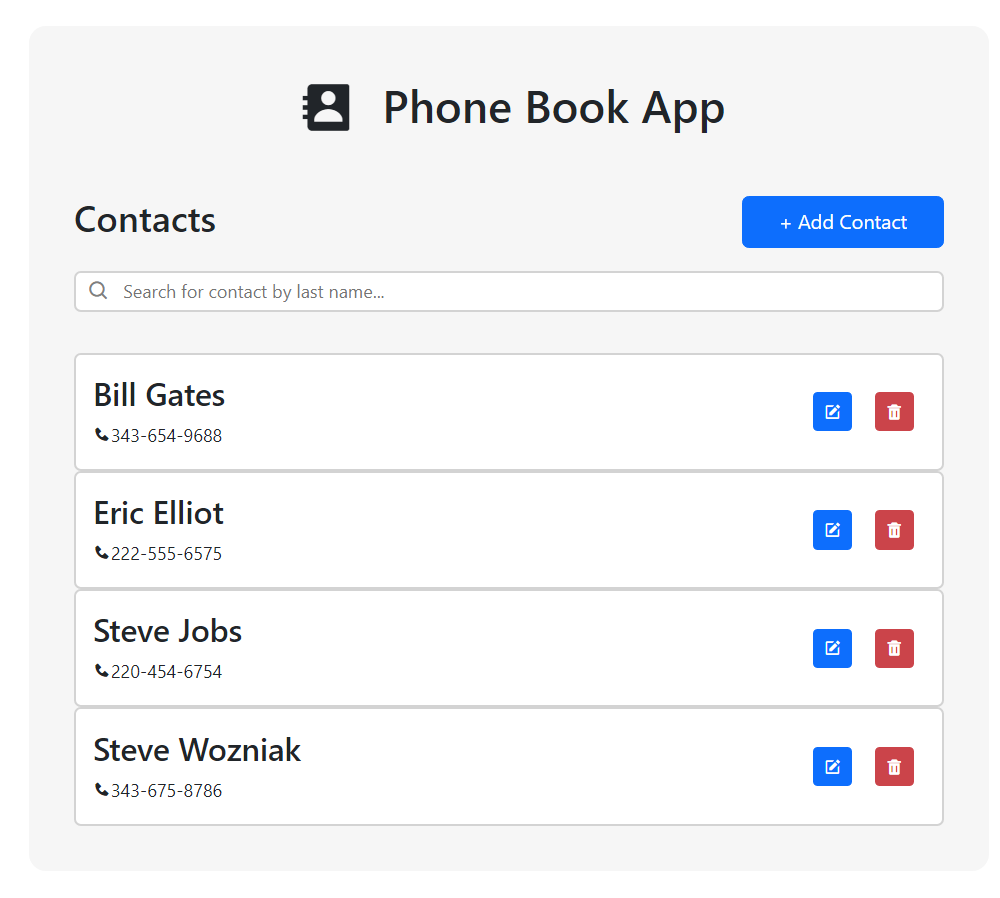 Phone Book App
Contacts
+ Add Contact
Search for contact by last name...
Bill Gates
343-654-9688
Eric Elliot
222-555-6575
Steve Jobs
220-454-6754
Steve Wozniak
343-675-8786